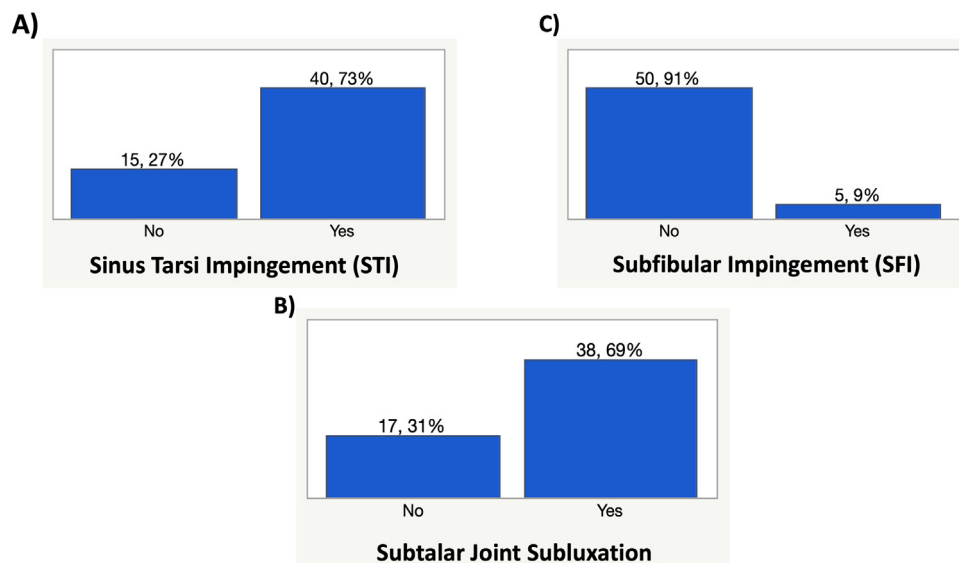 A)
40, 73%
15, 27%
No Yes
Sinus Tarsi Impingement (STI)
C)
50, 91%
5, 9%
No Yes
Subfibular Impingement (SFI)
B)
38, 69%
17, 31%
No Yes
Subtalar Joint Subluxation